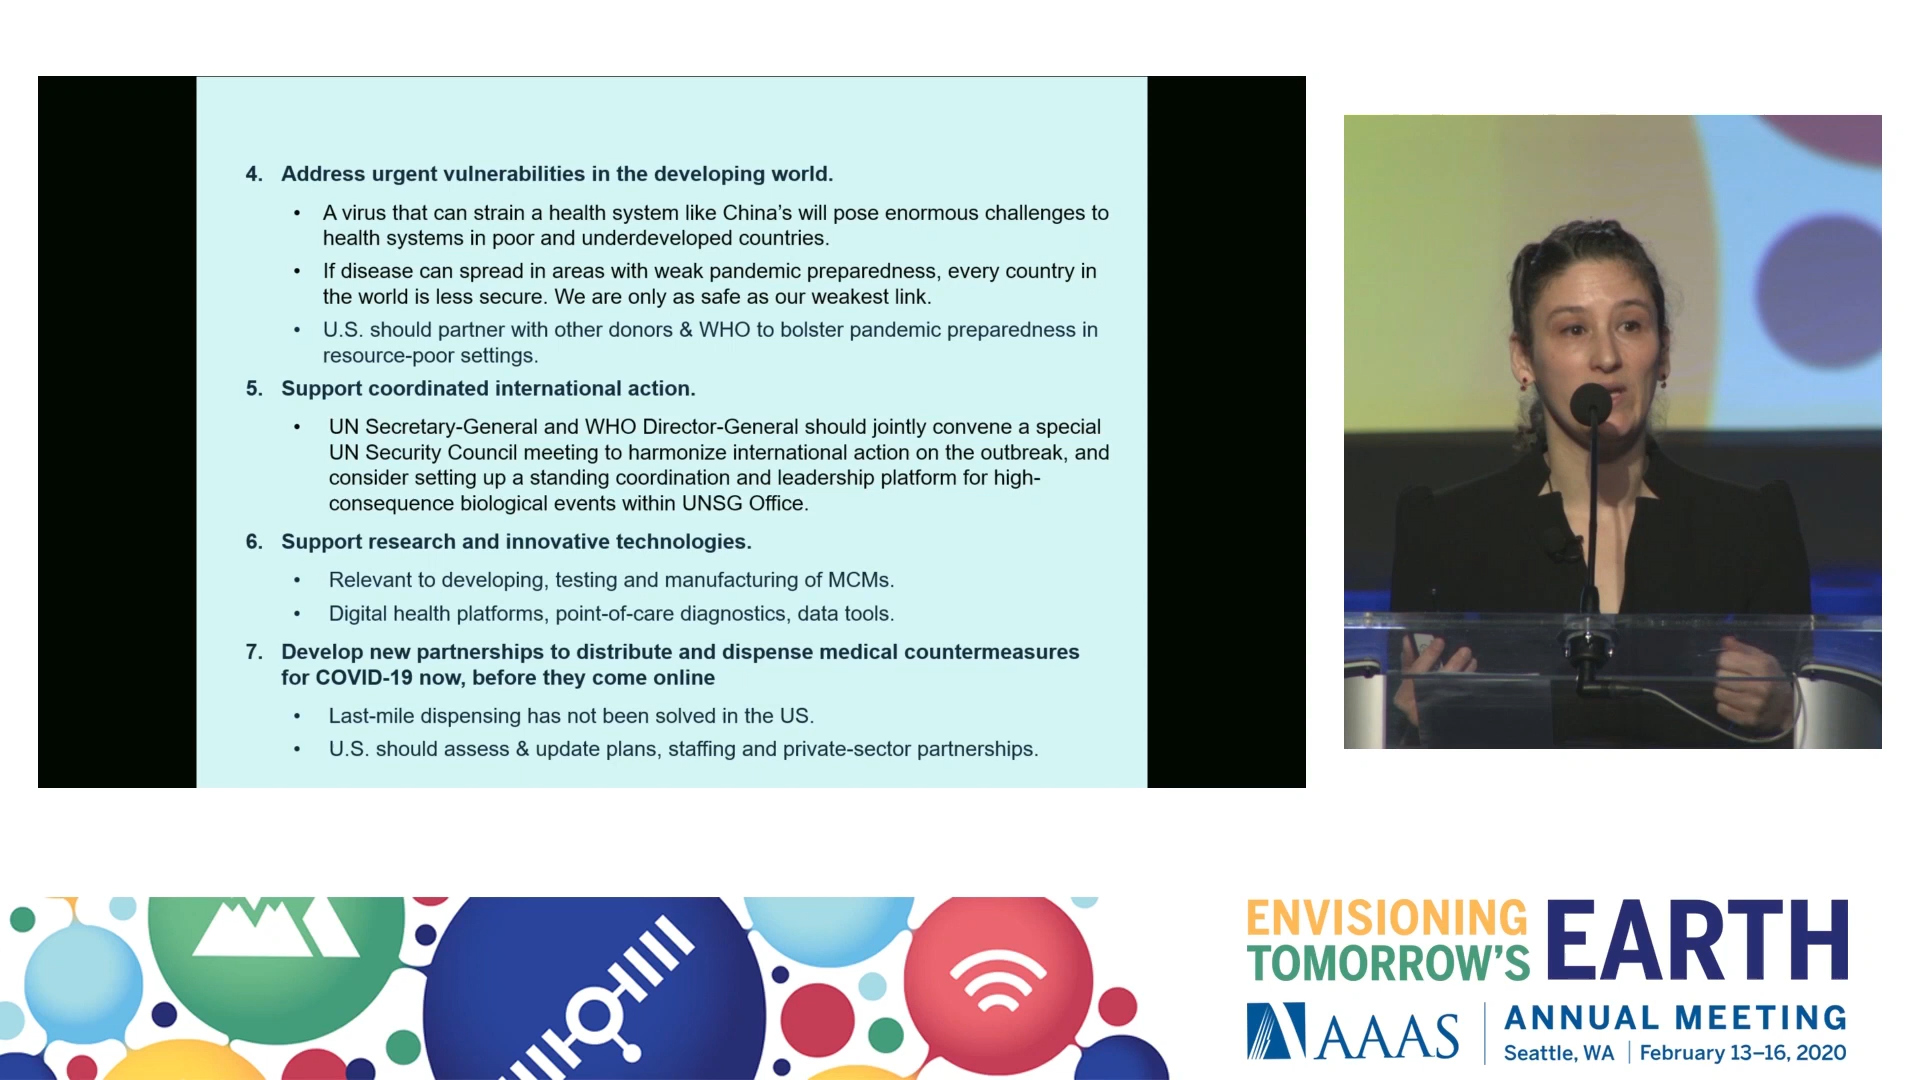 4. Address urgent vulnerabilities in the developing world.
• A virus that can strain a health system like China's will pose enormous challenges to
health systems in poor and underdeveloped countries.
• If disease can spread in areas with weak pandemic preparedness, every country in
the world is less secure. We are only as safe as our weakest link.
• U.S. should partner with other donors & WHO to bolster pandemic preparedness in
resource-poor settings.
5. Support coordinated international action.
• UN Secretary-General and WHO Director-General should jointly convene a special
UN Security Council meeting to harmonize international action on the outbreak, and
consider setting up a standing coordination and leadership platform for high-
consequence biological events within UNSG Office.
6. Support research and innovative technologies.
• Relevant to developing, testing and manufacturing of MCMs.
• Digital health platforms, point-of-care diagnostics, data tools.
7. Develop new partnerships to distribute and dispense medical countermeasures
for COVID-19 now, before they come online
• Last-mile dispensing has not been solved in the US.
• U.S. should assess & update plans, staffing and private-sector partnerships.
ENVISIONING
TOMORROW'S EARTH
AAAS
ANNUAL MEETING
Seattle, WA | February 13–16, 2020